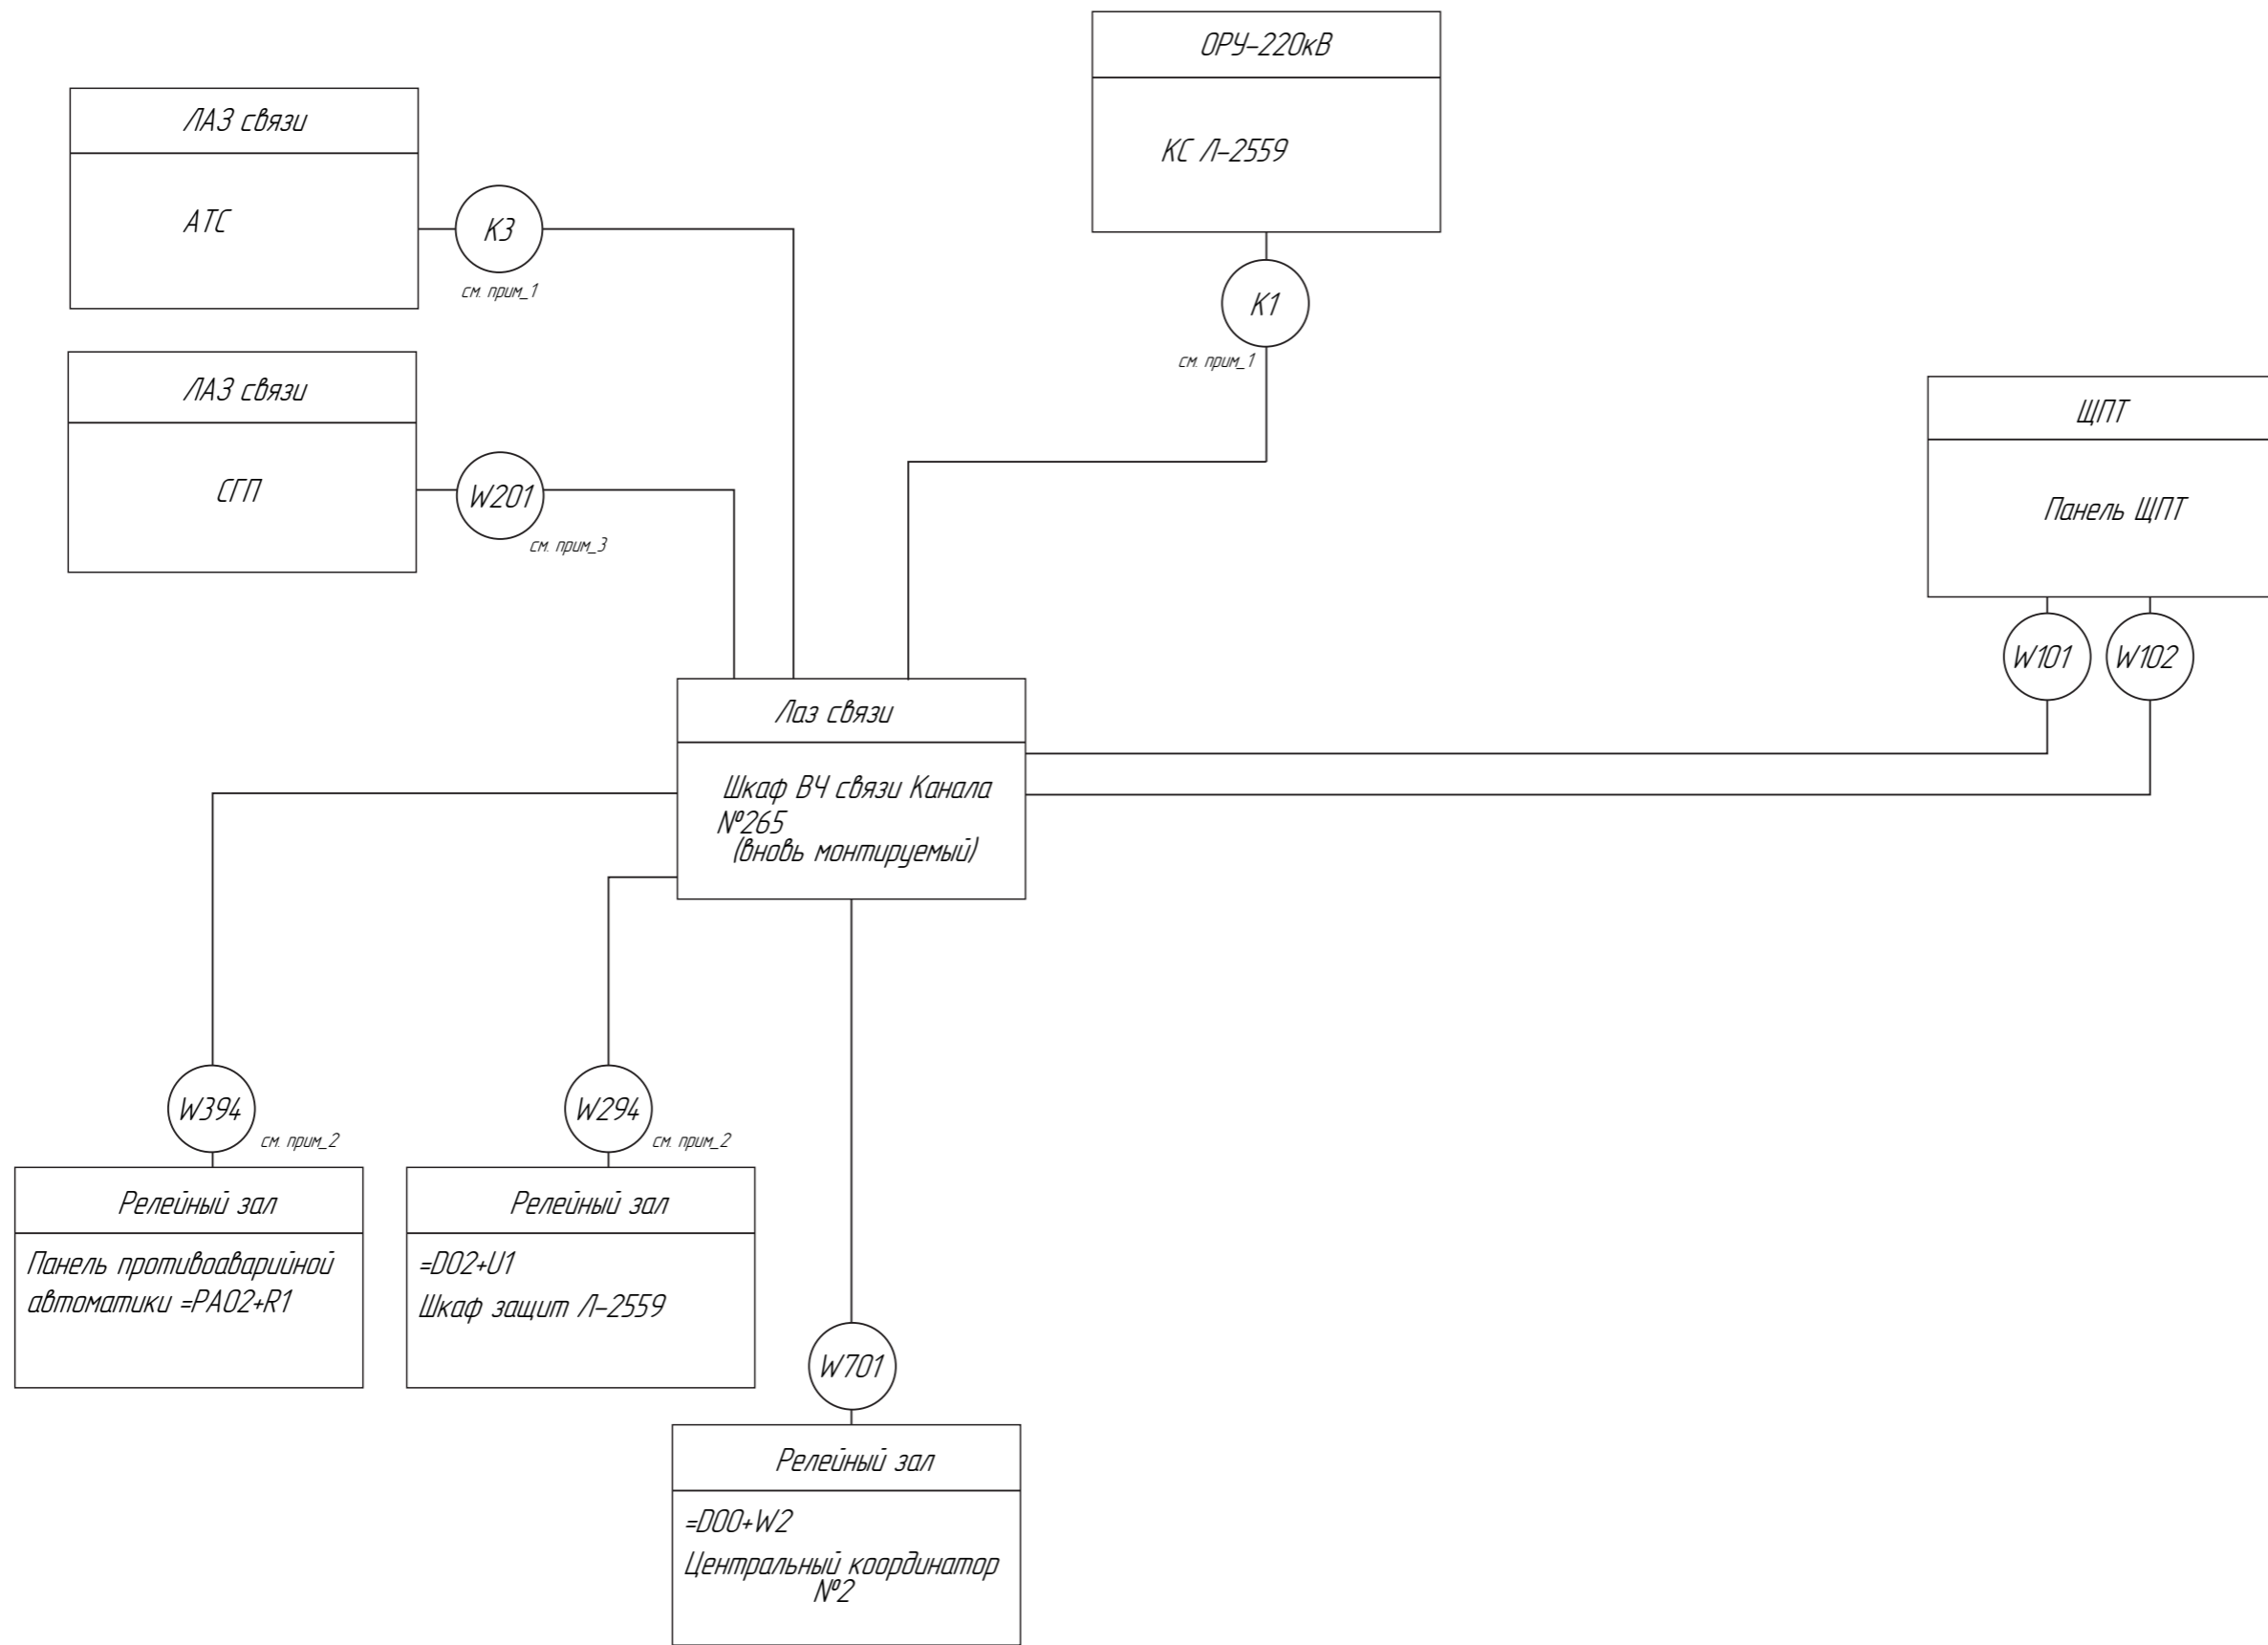 ОРУ-220кВ
КС Л-2559
К1
см. прим_1
ЛАЗ связи
АТС
К3
см. прим_1
ЛАЗ связи
СГП
W201
см. прим_3
ЩПТ
Панель ЩПТ
W101
W102
Лаз связи
Шкаф ВЧ связи Канала
№265
(вновь монтируемый)
W394
см. прим_2
Релейный зал
Панель противоаварийной
автоматики =PA02+R1
W294
см. прим_2
Релейный зал
=D02+U1
Шкаф защит Л-2559
W701
Релейный зал
=D00+W2
Центральный координатор
№2